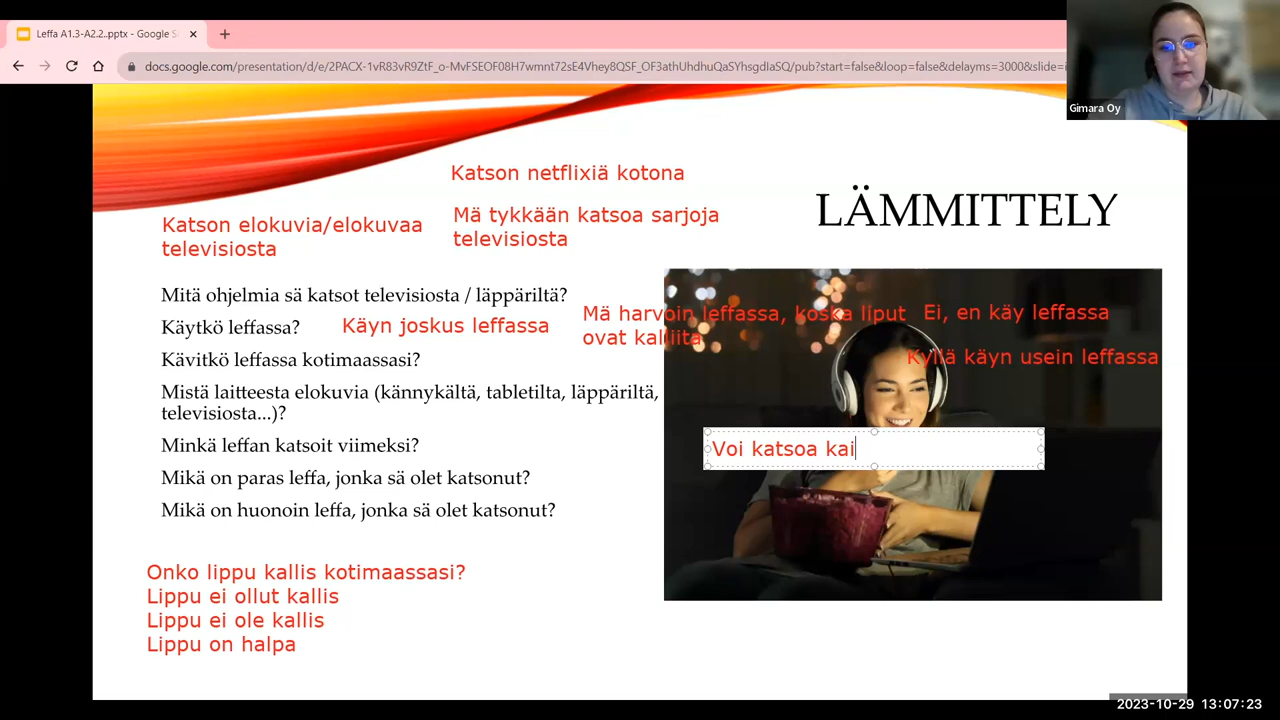 Leffa A1.3-A2.2..pptx - Google S
docs.google.com/presentation/d/e/2PACX-1vR83vR9ZtF_o-MvFSEOF08H7wmnt72sE4Vhey8QSF_OF3athUhdhuQaSYhsgdIaSQ/pub?start=false&loop=false&delayms=3000&slide=i
Gimara Oy
Katson netflixiä kotona
LÄMMITTELY
Katson elokuvia/elokuvaa
televisiosta
Mä tykkään katsoa sarjoja
televisiosta
Mitä ohjelmia sä katsot televisiosta / läppäriltä?
Käytkö leffassa?
Käyn joskus leffassa
Mä harvoin leffassa, koska liput
ovat kalliita
Ei, en käy leffassa
Kyllä käyn usein leffassa
Kävitkö leffassa kotimaassasi?
Mistä laitteesta elokuvia (kännykältä, tabletilta, läppäriltä,
televisiosta...)?
Minkä leffan katsoit viimeksi?
Voi katsoa kai
Mikä on paras leffa, jonka sä olet katsonut?
Mikä on huonoin leffa, jonka sä olet katsonut?
Onko lippu kallis kotimaassasi?
Lippu ei ollut kallis
Lippu ei ole kallis
Lippu on halpa
2023-10-29 13:07:23